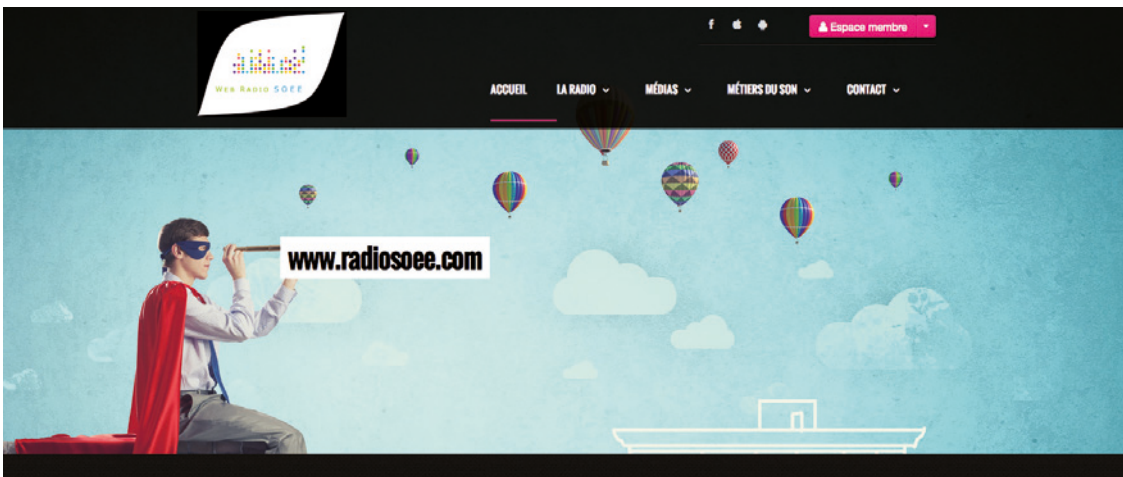 Espace membre
WEB RADIO SOEE
ACCUEIL LA RADIO MÉDIAS MÉTIERS DU SON CONTACT
www.radiosoee.com